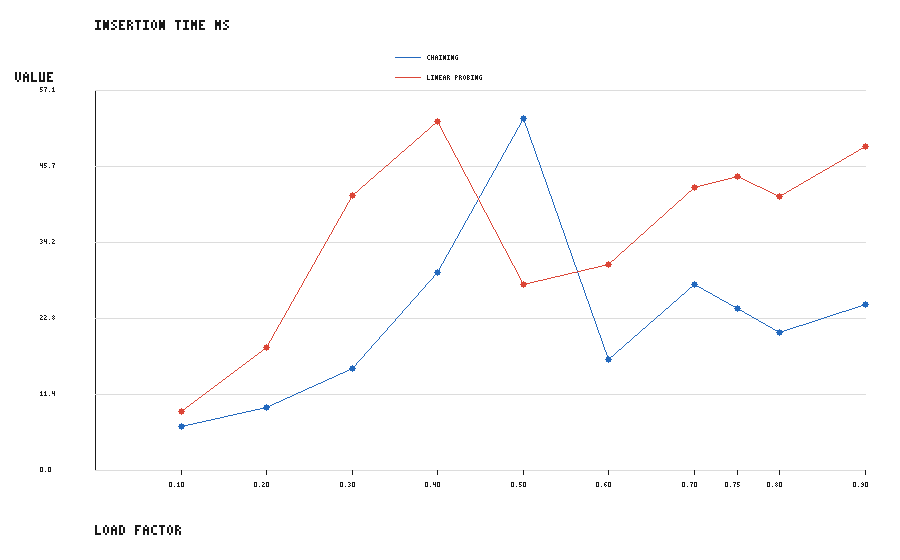 INSERTION TIME MS
CHAINING
LINEAR PROBING
VALUE
57.1
45.7
34.2
22.8
11.4
0.0
0.10 0.20 0.30 0.40 0.50 0.60 0.70 0.75 0.80 0.90
LOAD FACTOR